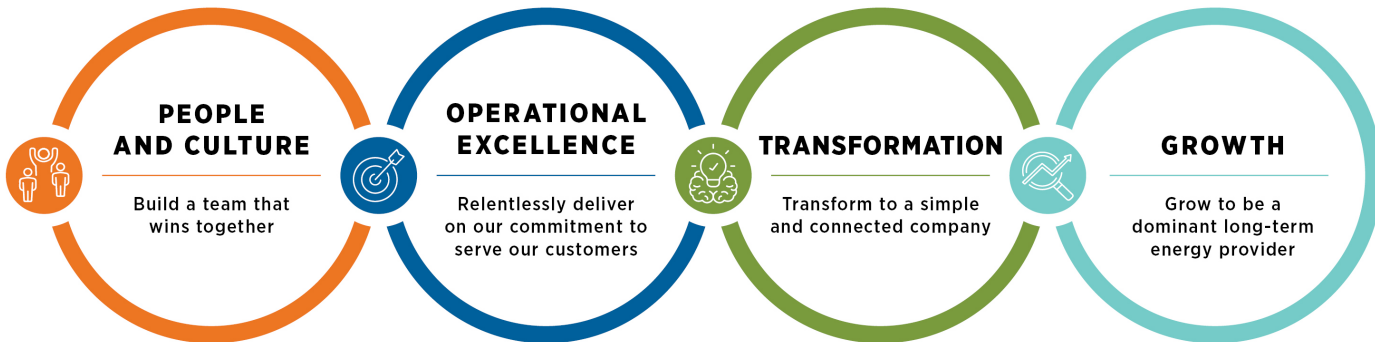 PEOPLE
AND CULTURE
Build a team that
wins together
OPERATIONAL
EXCELLENCE
Relentlessly deliver
on our commitment to
serve our customers
TRANSFORMATION
Transform to a simple
and connected company
GROWTH
Grow to be a
dominant long-term
energy provider